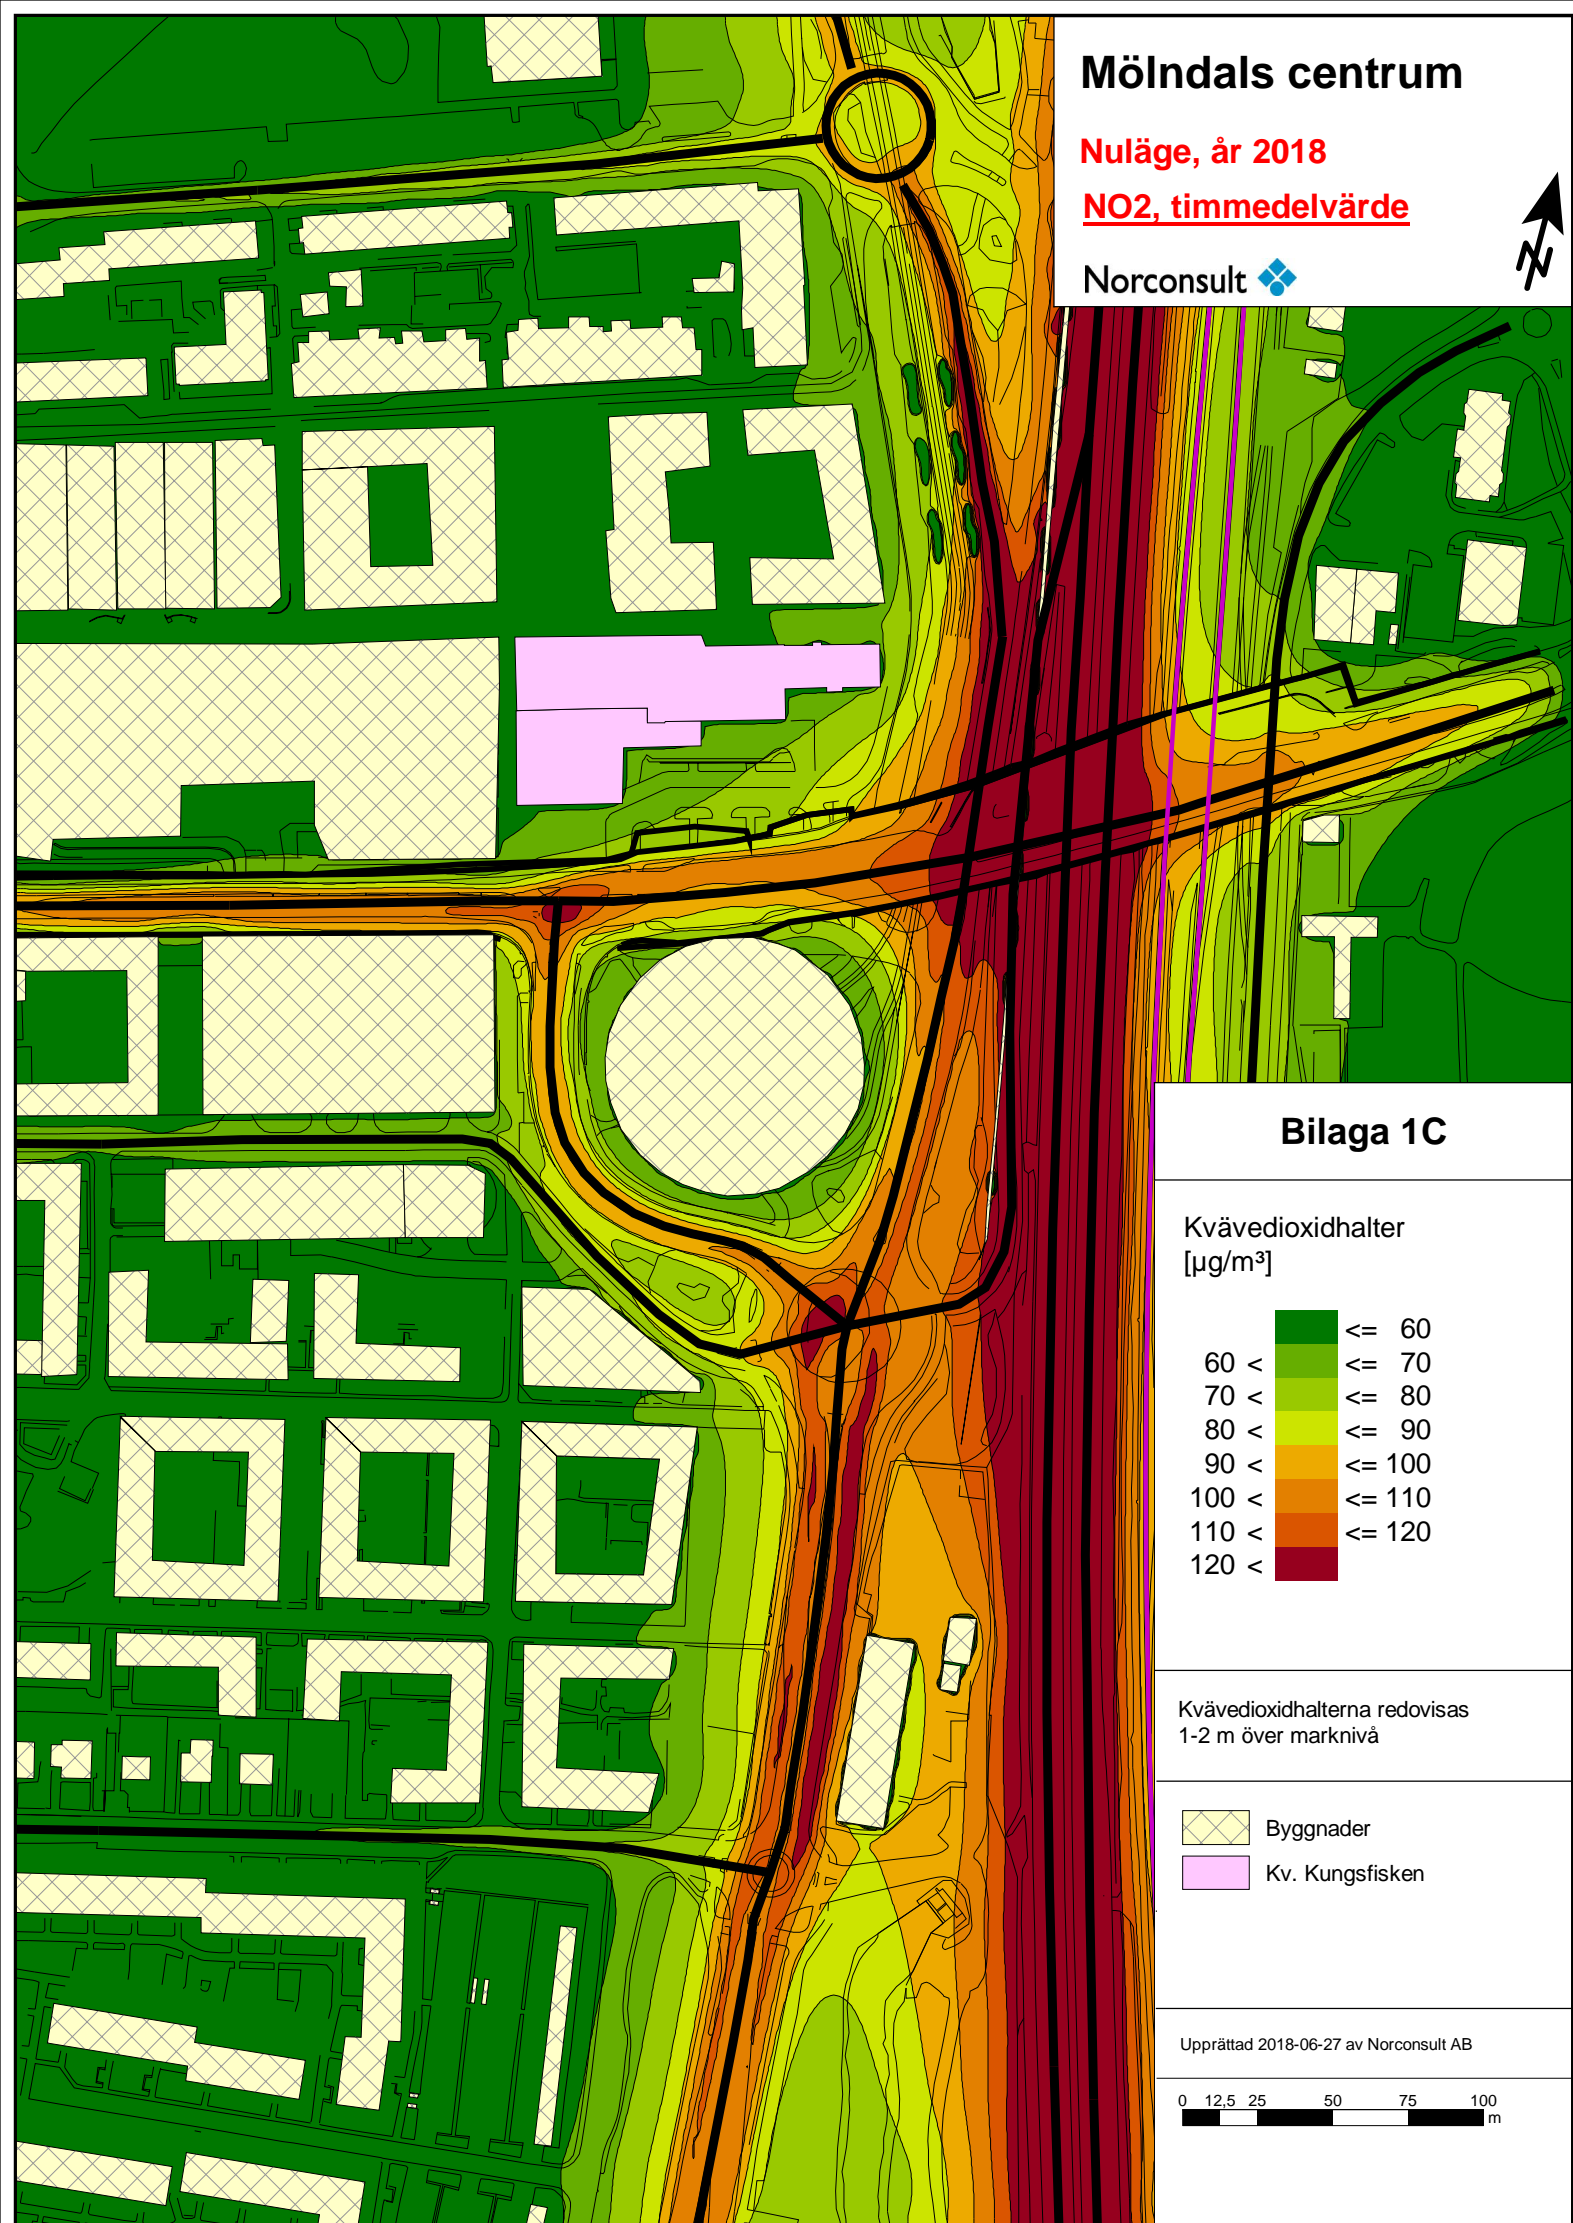 Mölndals centrum
Nuläge, år 2018
NO2, timmedelvärde
N
Norconsult
Bilaga 1C
Kvävedioxidhalter
[µg/m³]
<= 60
60 < <= 70
70 < <= 80
80 < <= 90
90 < <= 100
100 < <= 110
110 < <= 120
120 <
Kvävedioxidhalterna redovisas
1-2 m över marknivå
Byggnader
Kv. Kungsfisken
Upprättad 2018-06-27 av Norconsult AB
0 12,5 25 50 75 100
m